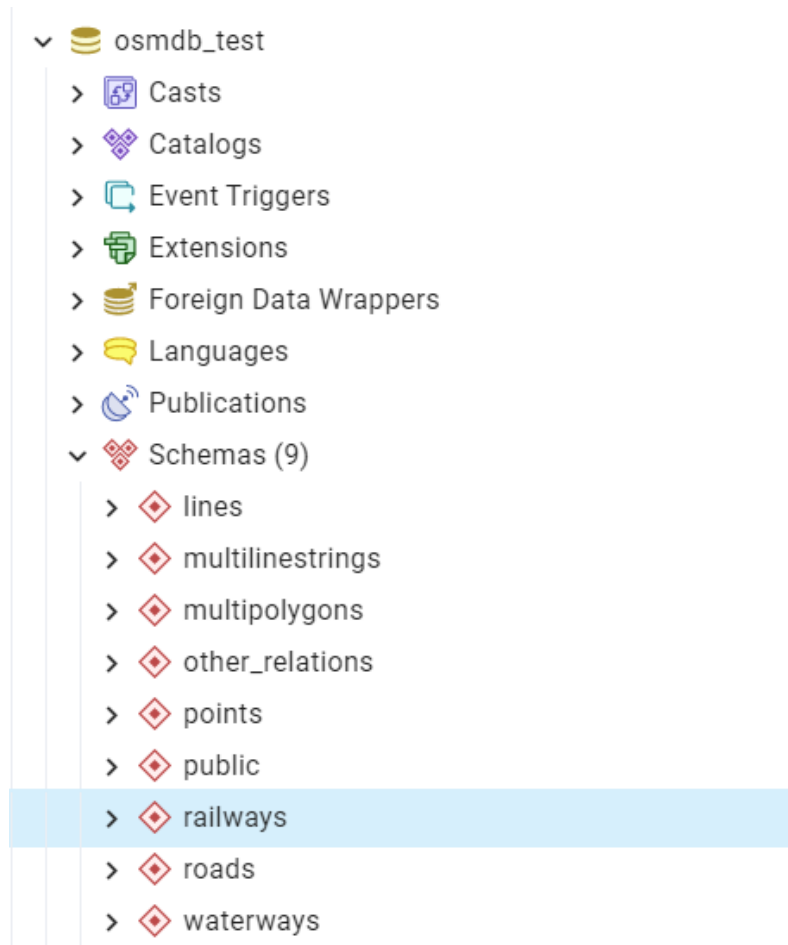 osmdb_test
Casts
Catalogs
Event Triggers
Extensions
Foreign Data Wrappers
Languages
Publications
Schemas (9)
lines
multilinestrings
multipolygons
other_relations
points
public
railways
roads
waterways